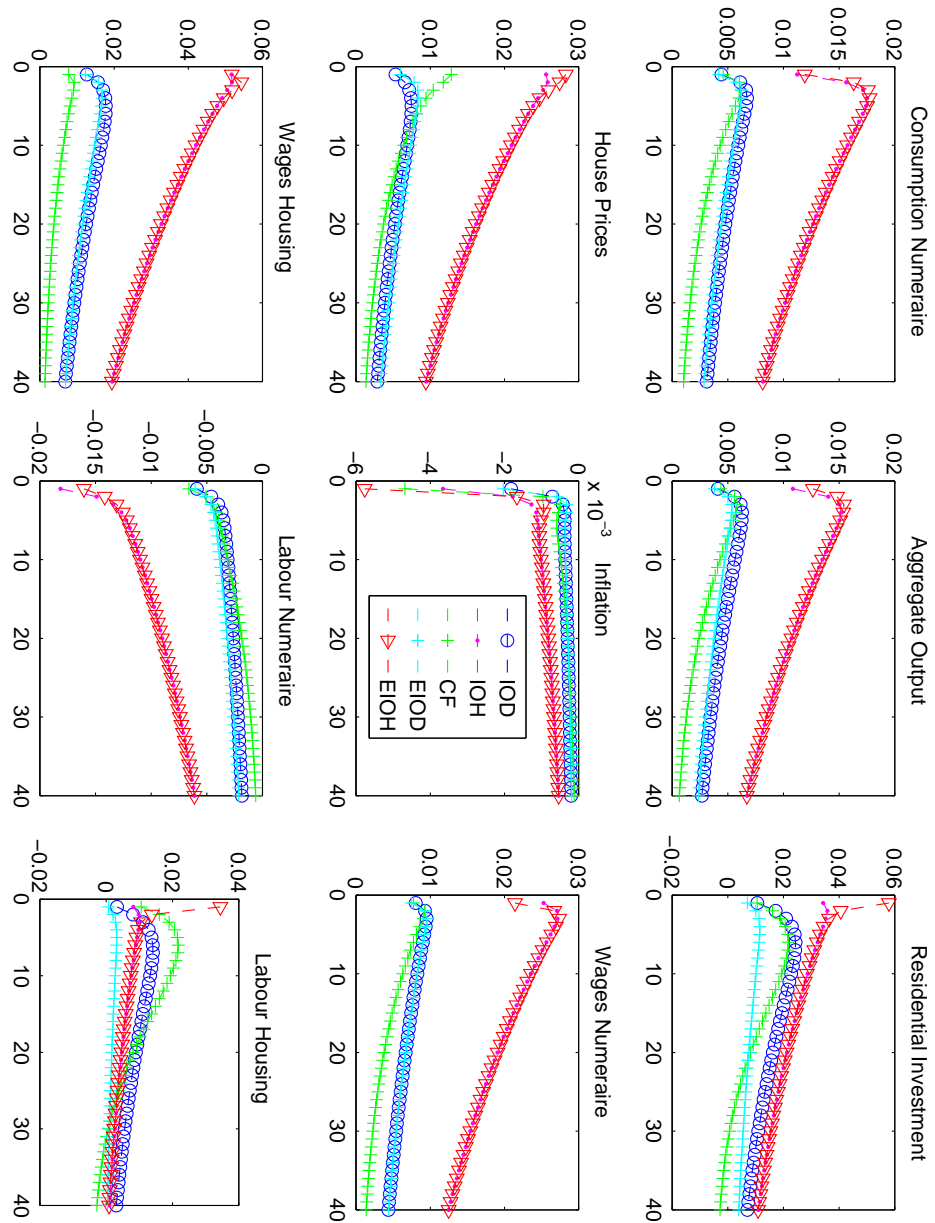 Consumption Numeraire
0.02
0.015
0.01
0.005
0
0 10 20 30 40
Aggregate Output
0.02
0.015
0.01
0.005
0
0 10 20 30 40
Residential Investment
0.06
0.04
0.02
0
−0.02
0 10 20 30 40
House Prices
0.03
0.02
0.01
0
0 10 20 30 40
x 10⁻³ Inflation
0
−2
−4
−6
0 10 20 30 40
IOD
IOH
CF
EIOD
EIOH
Wages Numeraire
0.03
0.02
0.01
0
0 10 20 30 40
Wages Housing
0.06
0.04
0.02
0
0 10 20 30 40
Labour Numeraire
0
−0.005
−0.01
−0.015
−0.02
0 10 20 30 40
Labour Housing
0.04
0.02
0
−0.02
0 10 20 30 40